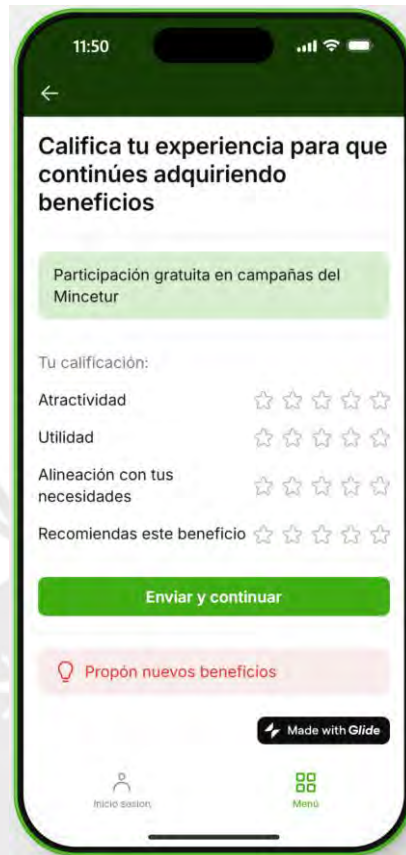 11:50
Califica tu experiencia para que
continúes adquiriendo
beneficios
Participación gratuita en campañas del
Mincetur
Tu calificación:
Atractividad
Utilidad
Alineación con tus
necesidades
Recomiendas este beneficio
Enviar y continuar
Propón nuevos beneficios
Made with Glide
Inicio sesion
Menú